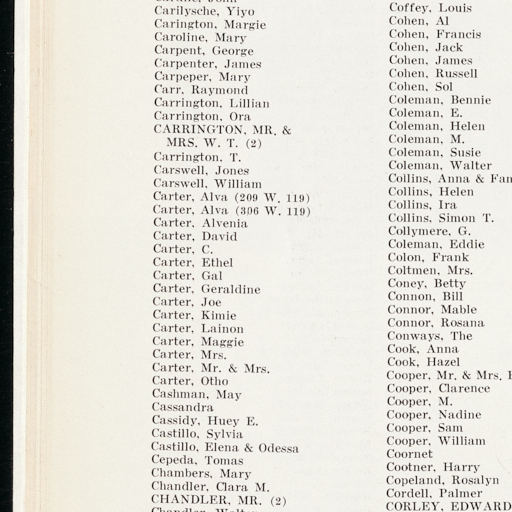 Carilysche, Yiyo
Carington, Margie
Caroline, Mary
Carpent, George
Carpenter, James
Carpeper, Mary
Carr, Raymond
Carrington, Lillian
Carrington, Ora
CARRINGTON, MR. &
MRS. W. T. (2)
Carrington, T.
Carswell, Jones
Carswell, William
Carter, Alva (209 W. 119)
Carter, Alva (306 W. 119)
Carter, Alvenia
Carter, David
Carter, C.
Carter, Ethel
Carter, Gal
Carter, Geraldine
Carter, Joe
Carter, Kimie
Carter, Lainon
Carter, Maggie
Carter, Mrs.
Carter, Mr. & Mrs.
Carter, Otho
Cashman, May
Cassandra
Cassidy, Huey E.
Castillo, Sylvia
Castillo, Elena & Odessa
Cepeda, Tomas
Chambers, Mary
Chandler, Clara M.
CHANDLER, MR. (2)
Coffey, Louis
Cohen, Al
Cohen, Francis
Cohen, Jack
Cohen, James
Cohen, Russell
Cohen, Sol
Coleman, Bennie
Coleman, E.
Coleman, Helen
Coleman, M.
Coleman, Susie
Coleman, Walter
Collins, Anna & Fan
Collins, Helen
Collins, Ira
Collins, Simon T.
Collymere, G.
Coleman, Eddie
Colon, Frank
Coltmen, Mrs.
Coney, Betty
Connon, Bill
Connor, Mable
Connor, Rosana
Conways, The
Cook, Anna
Cook, Hazel
Cooper, Mr. & Mrs.
Cooper, Clarence
Cooper, M.
Cooper, Nadine
Cooper, Sam
Cooper, William
Coornet
Cootner, Harry
Copeland, Rosalyn
Cordell, Palmer
CORLEY, EDWARD